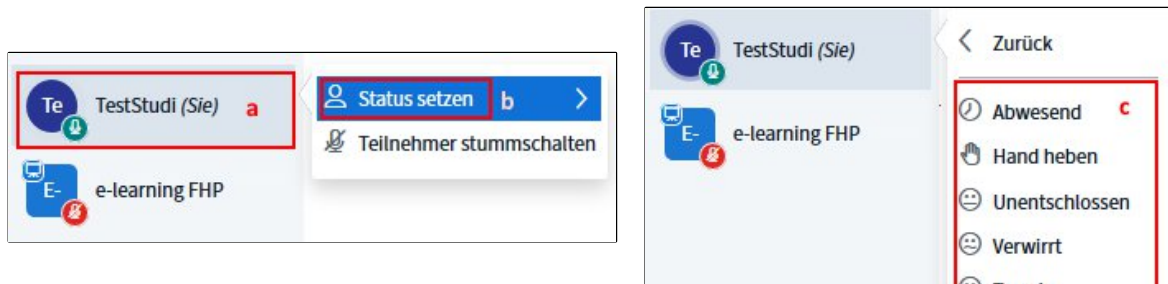 Te TestStudi (Sie) a
Status setzen b
Teilnehmer stummschalten
E- e-learning FHP
Te TestStudi (Sie)
E- e-learning FHP
Zurück
Abwesend c
Hand heben
Unentschlossen
Verwirrt